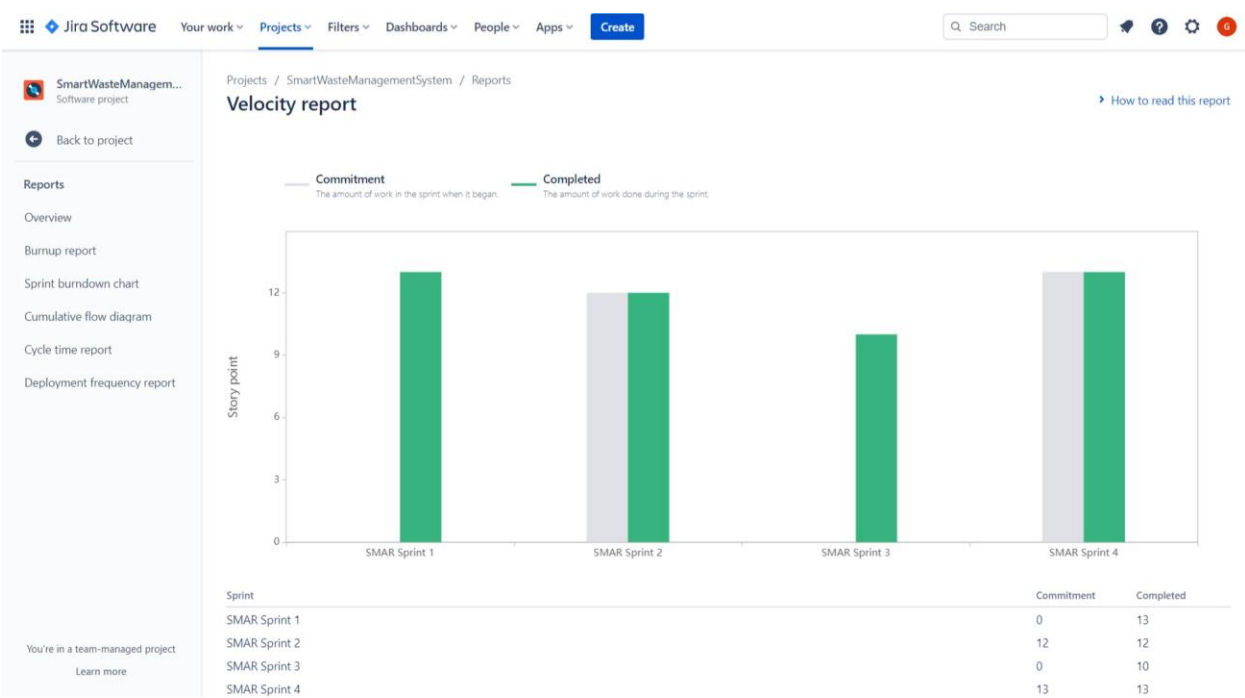 Jira Software Your work Projects Filters Dashboards People Apps Create Search G
SmartWasteManagem...
Software project
Back to project
Reports
Overview
Burnup report
Sprint burndown chart
Cumulative flow diagram
Cycle time report
Deployment frequency report
You're in a team-managed project
Learn more
Projects / SmartWasteManagementSystem / Reports
Velocity report
How to read this report
Commitment
The amount of work in the sprint when it began.
Completed
The amount of work done during the sprint.
Story point
12
9
6
3
0
SMAR Sprint 1 SMAR Sprint 2 SMAR Sprint 3 SMAR Sprint 4
Sprint Commitment Completed
SMAR Sprint 1 0 13
SMAR Sprint 2 12 12
SMAR Sprint 3 0 10
SMAR Sprint 4 13 13